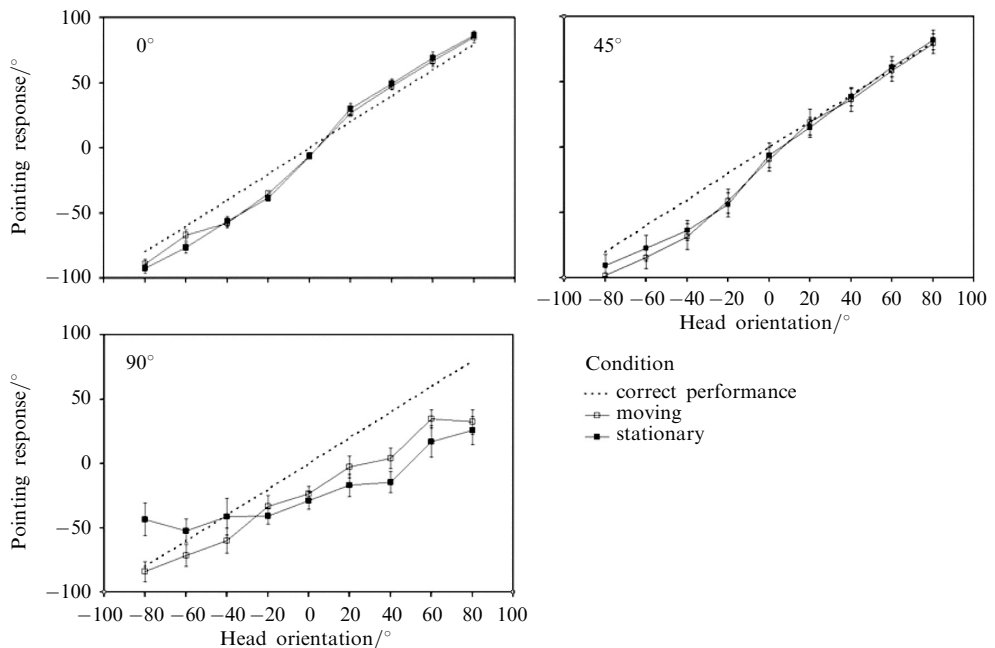 100
50
0
−50
−100
Pointing response/°
0°
45°
−100 −80 −60 −40 −20 0 20 40 60 80 100
Head orientation/°
100
50
0
−50
−100
Pointing response/°
90°
−100 −80 −60 −40 −20 0 20 40 60 80 100
Head orientation/°
Condition
correct performance
moving
stationary